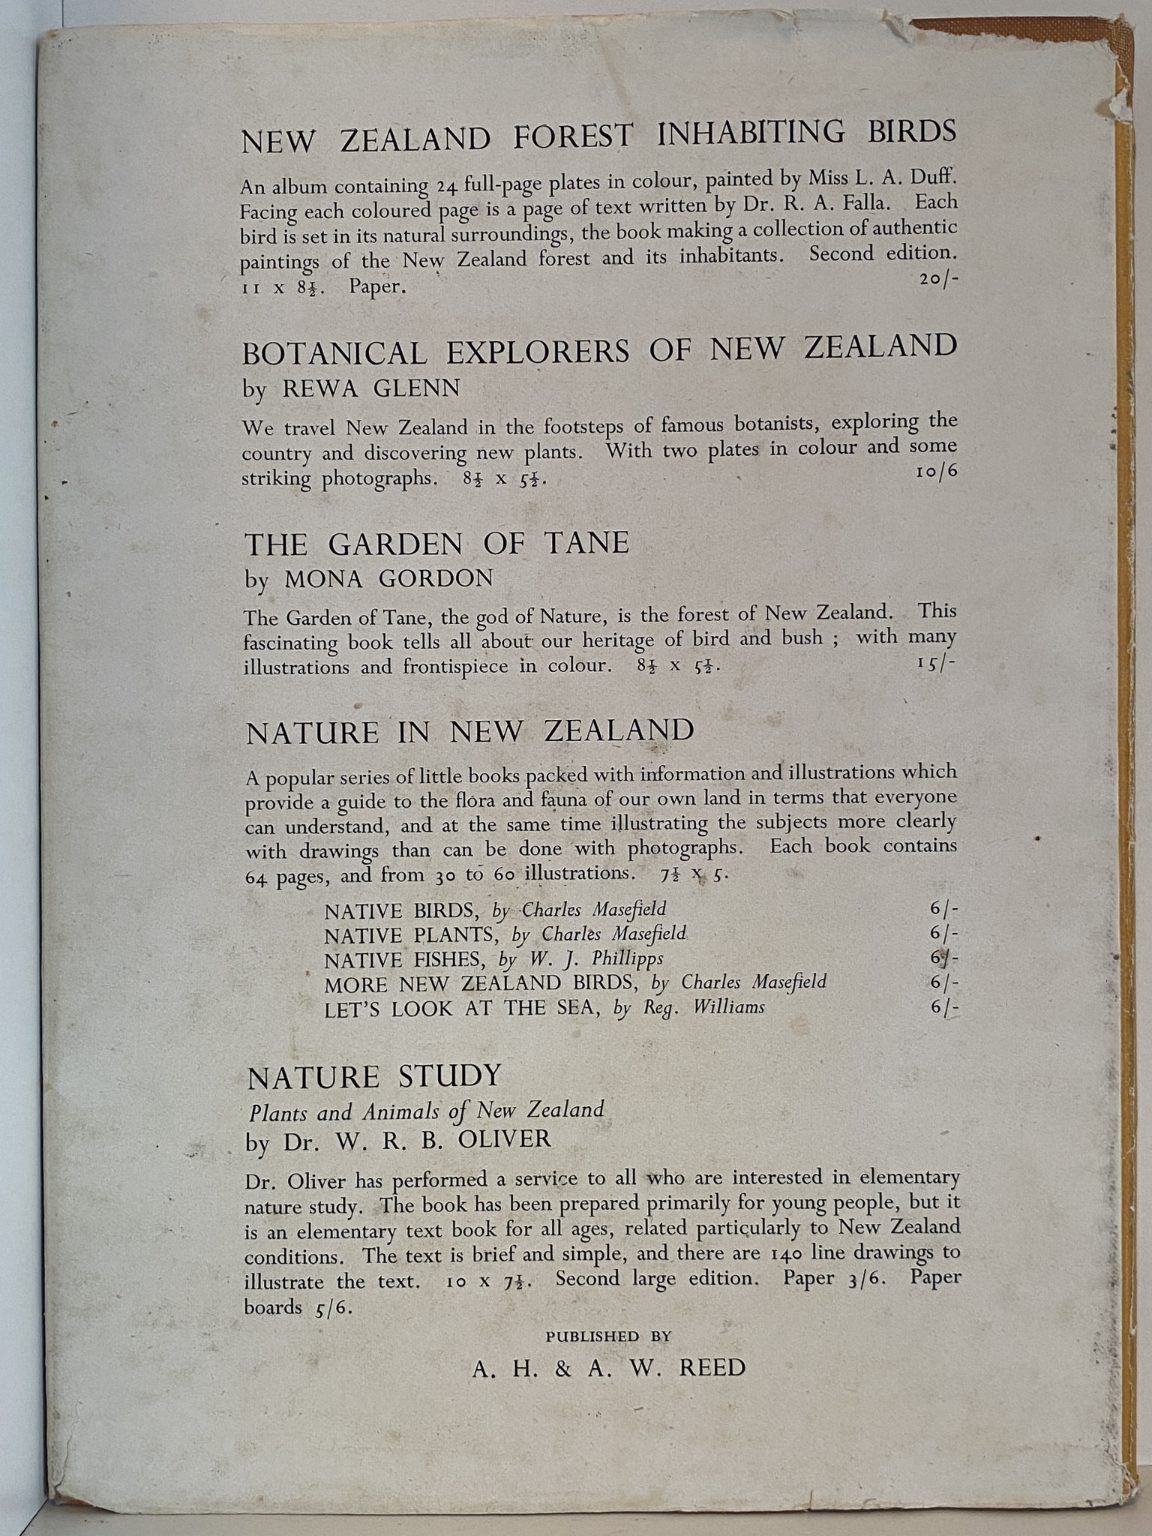 NEW ZEALAND FOREST INHABITING BIRDS
An album containing 24 full-page plates in colour, painted by Miss L. A. Duff.
Facing each coloured page is a page of text written by Dr. R. A. Falla. Each
bird is set in its natural surroundings, the book making a collection of authentic
paintings of the New Zealand forest and its inhabitants. Second edition.
11 x 8½. Paper. 20/-
BOTANICAL EXPLORERS OF NEW ZEALAND
by REWA GLENN
We travel New Zealand in the footsteps of famous botanists, exploring the
country and discovering new plants. With two plates in colour and some
striking photographs. 8½ x 5½. 10/6
THE GARDEN OF TANE
by MONA GORDON
The Garden of Tane, the god of Nature, is the forest of New Zealand. This
fascinating book tells all about our heritage of bird and bush ; with many
illustrations and frontispiece in colour. 8½ x 5½. 15/-
NATURE IN NEW ZEALAND
A popular series of little books packed with information and illustrations which
provide a guide to the flora and fauna of our own land in terms that everyone
can understand, and at the same time illustrating the subjects more clearly
with drawings than can be done with photographs. Each book contains
64 pages, and from 30 to 60 illustrations. 7½ x 5.
NATIVE BIRDS, by Charles Masefield 6/-
NATIVE PLANTS, by Charles Masefield 6/-
NATIVE FISHES, by W. J. Phillipps 6/-
MORE NEW ZEALAND BIRDS, by Charles Masefield 6/-
LET'S LOOK AT THE SEA, by Reg. Williams 6/-
NATURE STUDY
Plants and Animals of New Zealand
by Dr. W. R. B. OLIVER
Dr. Oliver has performed a service to all who are interested in elementary
nature study. The book has been prepared primarily for young people, but it
is an elementary text book for all ages, related particularly to New Zealand
conditions. The text is brief and simple, and there are 140 line drawings to
illustrate the text. 10 x 7½. Second large edition. Paper 3/6. Paper
boards 5/6.
PUBLISHED BY
A. H. & A. W. REED